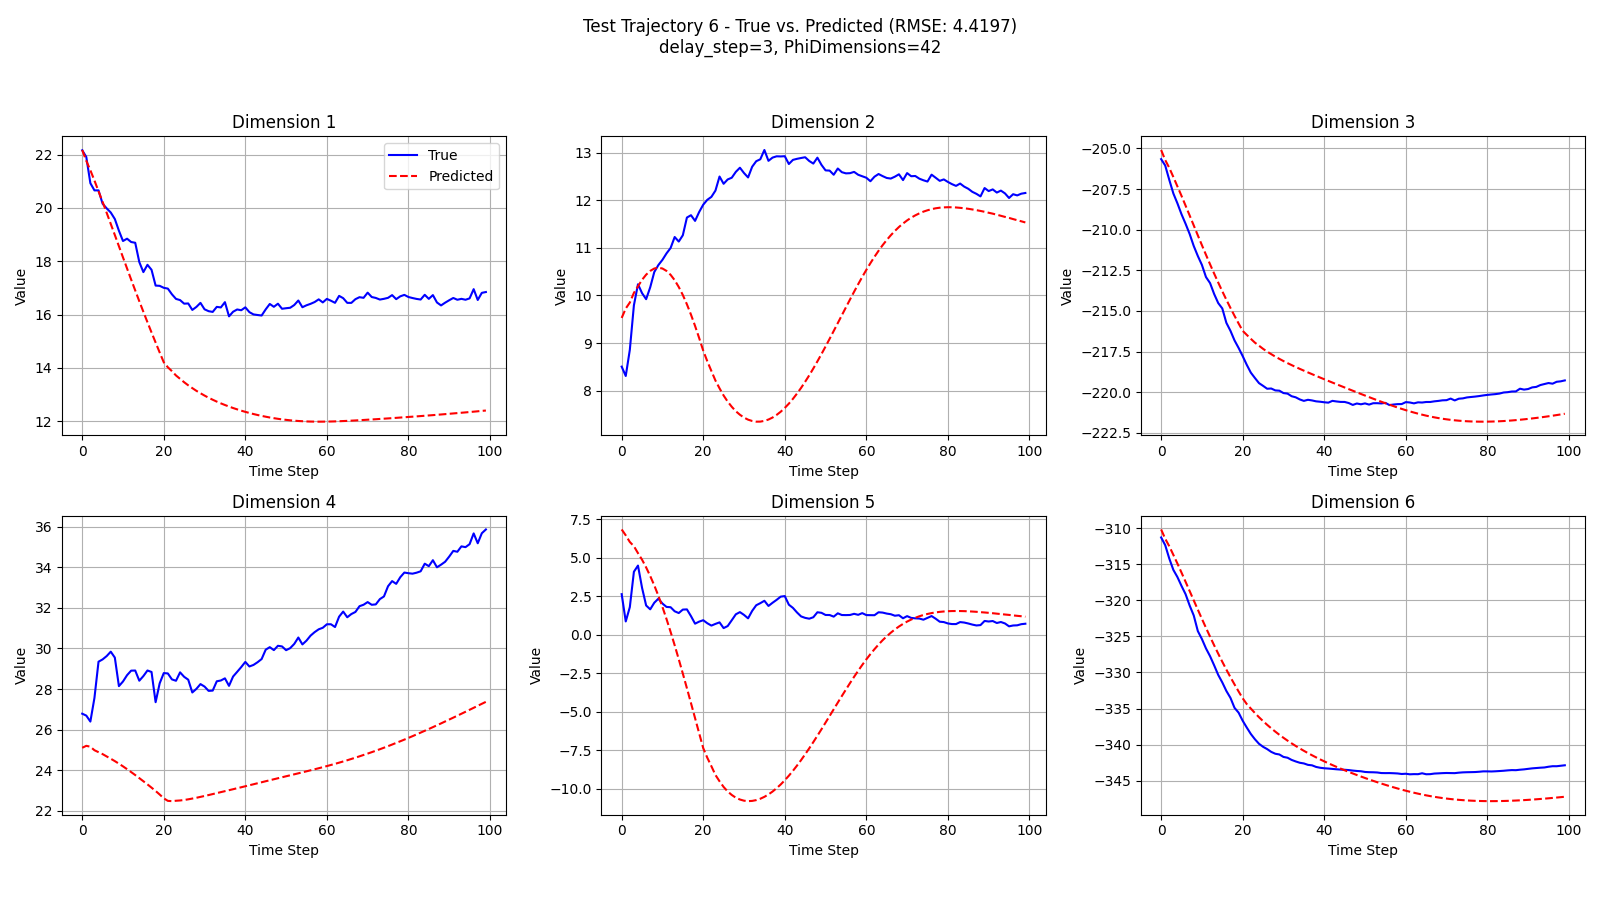 Test Trajectory 6 - True vs. Predicted (RMSE: 4.4197)
delay_step=3, PhiDimensions=42
Dimension 1
22
20
18
16
14
12
Value
0 20 40 60 80 100
Time Step
True
Predicted
Dimension 2
13
12
11
10
9
8
Value
0 20 40 60 80 100
Time Step
Dimension 3
−205.0
−207.5
−210.0
−212.5
−215.0
−217.5
−220.0
−222.5
Value
0 20 40 60 80 100
Time Step
Dimension 4
36
34
32
30
28
26
24
22
Value
0 20 40 60 80 100
Time Step
Dimension 5
7.5
5.0
2.5
0.0
−2.5
−5.0
−7.5
−10.0
Value
0 20 40 60 80 100
Time Step
Dimension 6
−310
−315
−320
−325
−330
−335
−340
−345
Value
0 20 40 60 80 100
Time Step